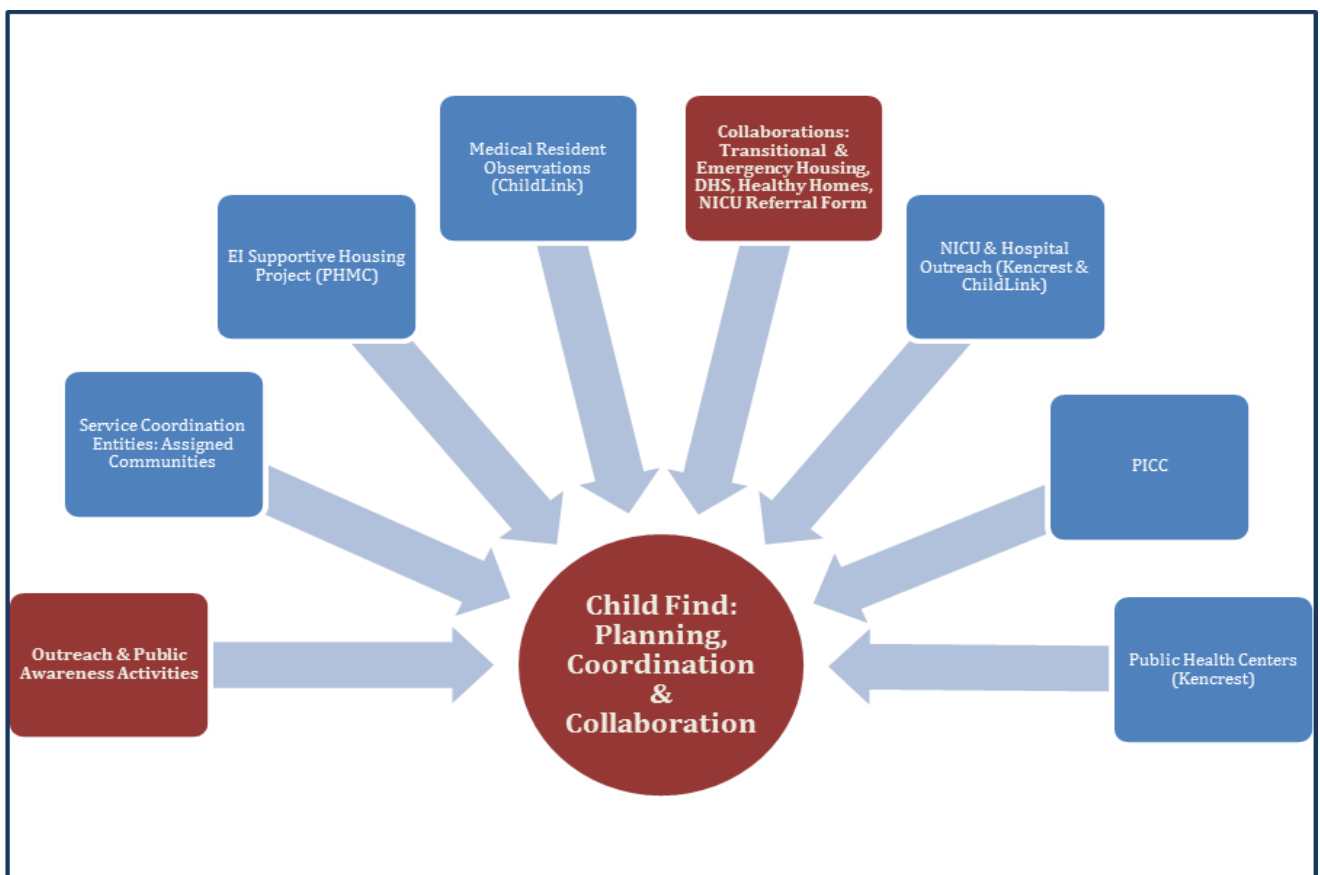 Medical Resident
Observations
(ChildLink)
Collaborations:
Transitional &
Emergency Housing,
DHS, Healthy Homes,
NICU Referral Form
EI Supportive Housing
Project (PHMC)
NICU & Hospital
Outreach (Kencrest &
ChildLink)
Service Coordination
Entities: Assigned
Communities
PICC
Outreach & Public
Awareness Activities
Child Find:
Planning,
Coordination
&
Collaboration
Public Health Centers
(Kencrest)